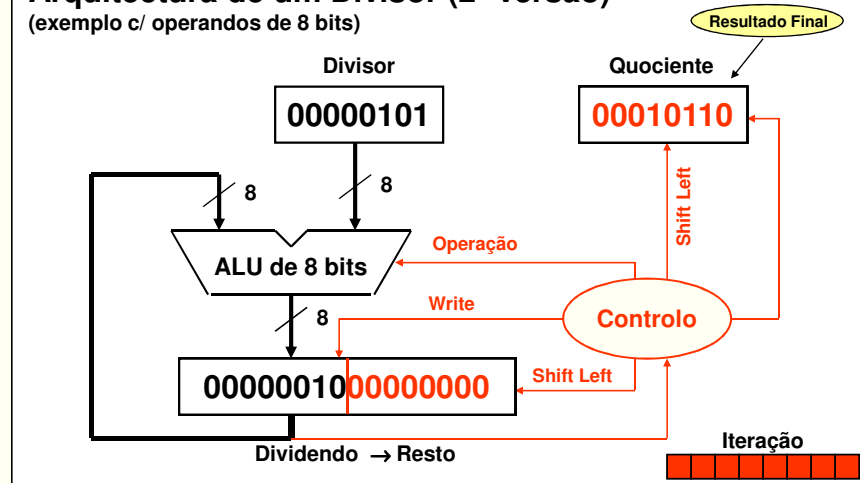 (exemplo c/ operandos de 8 bits)
Resultado Final
Divisor
Quociente
00000101
00010110
8
8
Shift Left
Operação
ALU de 8 bits
Write
8
Controlo
0000001000000000
Shift Left
Dividendo → Resto
Iteração